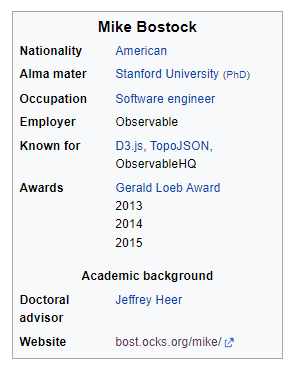 Mike Bostock
Nationality American
Alma mater Stanford University (PhD)
Occupation Software engineer
Employer Observable
Known for D3.js, TopoJSON,
ObservableHQ
Awards Gerald Loeb Award
2013
2014
2015
Academic background
Doctoral Jeffrey Heer
advisor
Website bost.ocks.org/mike/